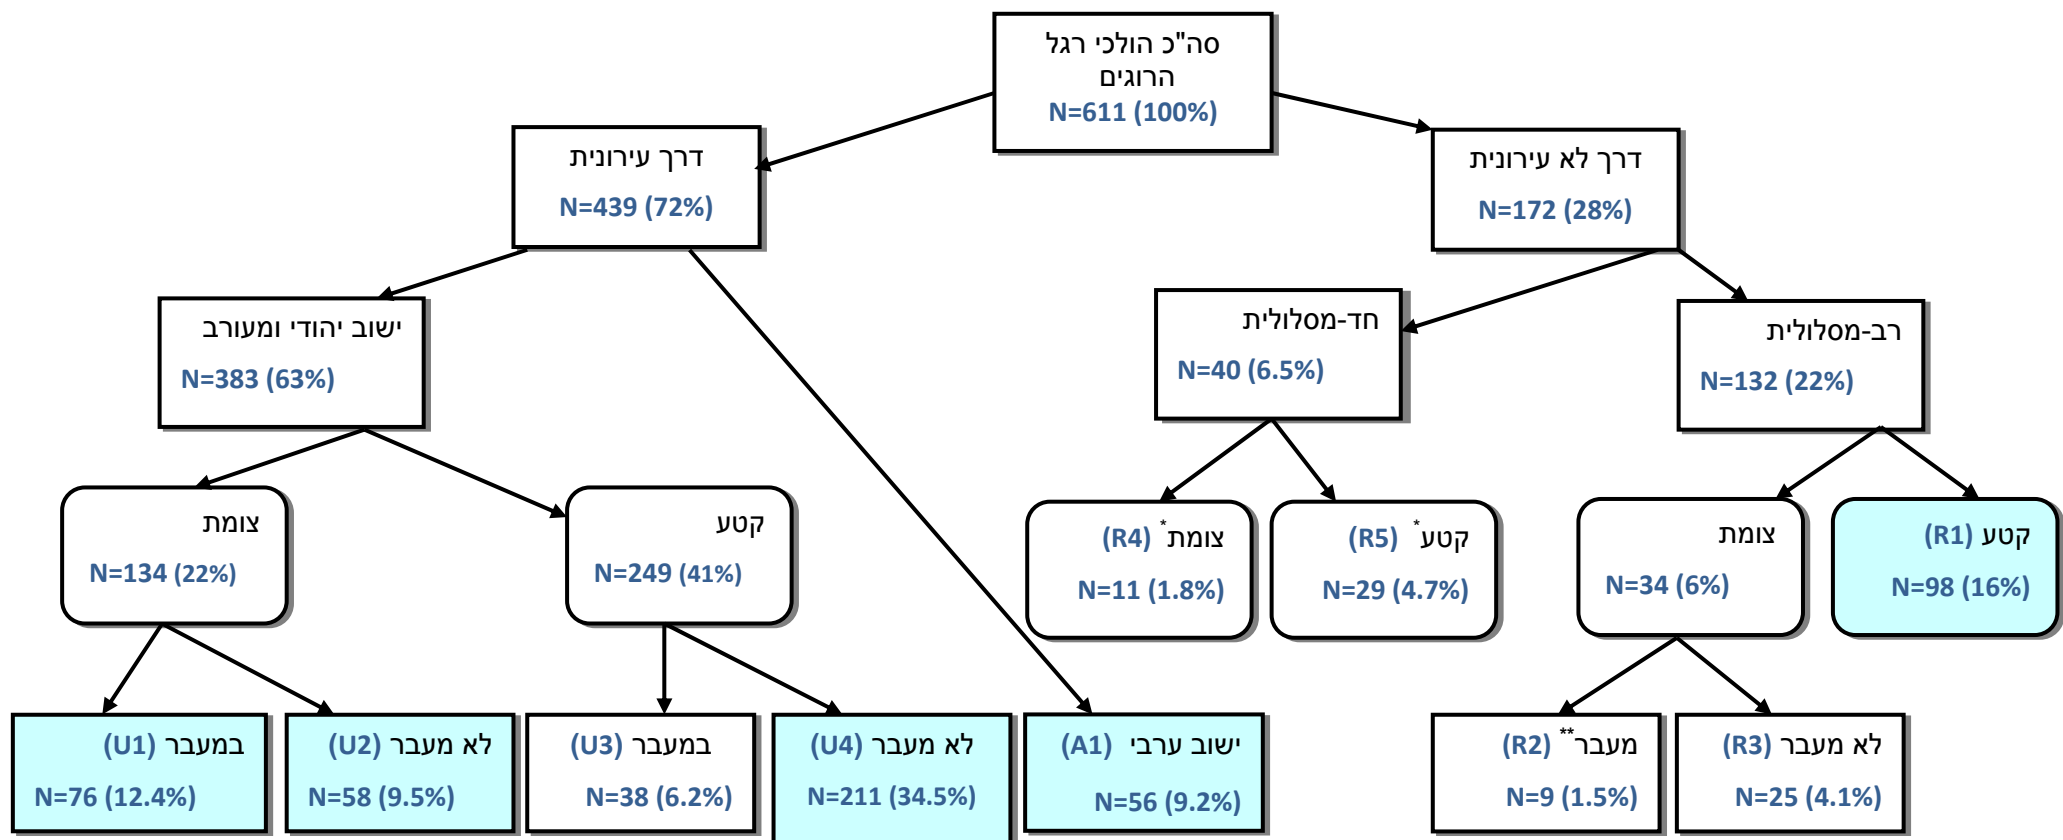 סה"כ הולכי רגל
הרוגים
N=611 (100%)
דרך לא עירונית
N=172 (28%)
דרך עירונית
N=439 (72%)
רב-מסלולית
N=132 (22%)
חד-מסלולית
N=40 (6.5%)
ישוב יהודי ומעורב
N=383 (63%)
קטע (R1)
N=98 (16%)
צומת
N=34 (6%)
קטע* (R5)
N=29 (4.7%)
צומת* (R4)
N=11 (1.8%)
קטע
N=249 (41%)
צומת
N=134 (22%)
לא מעבר (R3)
N=25 (4.1%)
מעבר** (R2)
N=9 (1.5%)
ישוב ערבי (A1)
N=56 (9.2%)
לא מעבר (U4)
N=211 (34.5%)
במעבר (U3)
N=38 (6.2%)
לא מעבר (U2)
N=58 (9.5%)
במעבר (U1)
N=76 (12.4%)